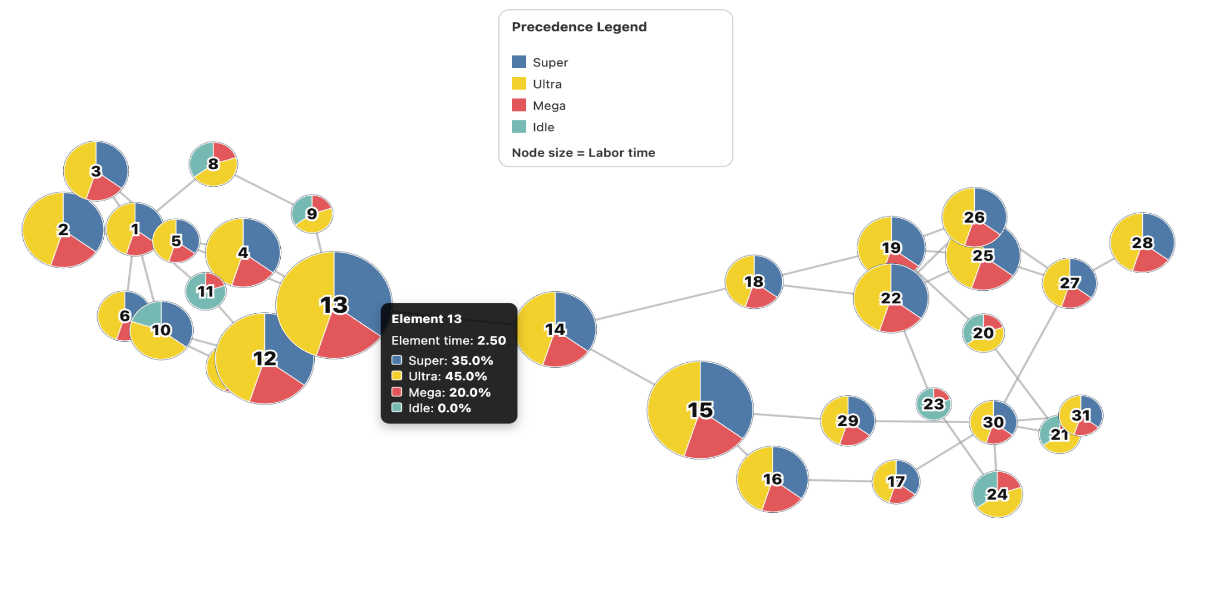 Precedence Legend
Super
Ultra
Mega
Idle
Node size = Labor time
3
8
2
1
5
9
4
11
6
10
13
12
Element 13
Element time: 2.50
Super: 35.0%
Ultra: 45.0%
Mega: 20.0%
Idle: 0.0%
14
18
19
26
25
22
28
27
20
15
29
23
30
21
31
16
17
24